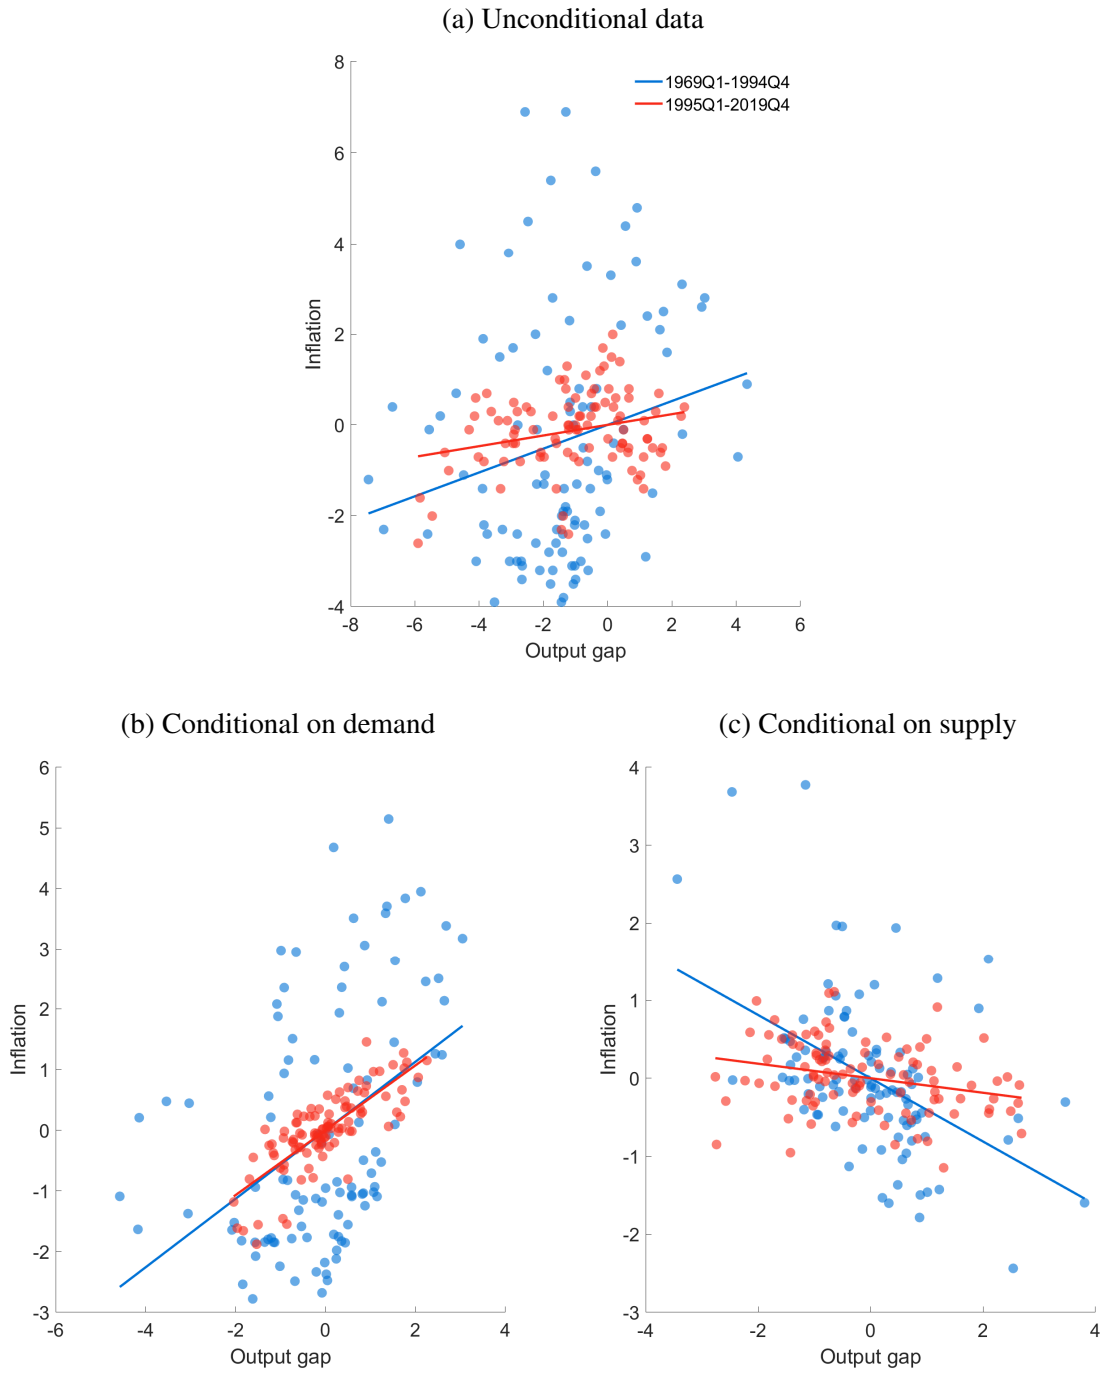 (a) Unconditional data
8
1969Q1-1994Q4
1995Q1-2019Q4
6
4
2
Inflation
0
-2
-4
-8 -6 -4 -2 0 2 4 6
Output gap
(b) Conditional on demand
6
5
4
3
2
1
Inflation
0
-1
-2
-3
-6 -4 -2 0 2 4
Output gap
(c) Conditional on supply
4
3
2
1
Inflation
0
-1
-2
-3
-4 -2 0 2 4
Output gap